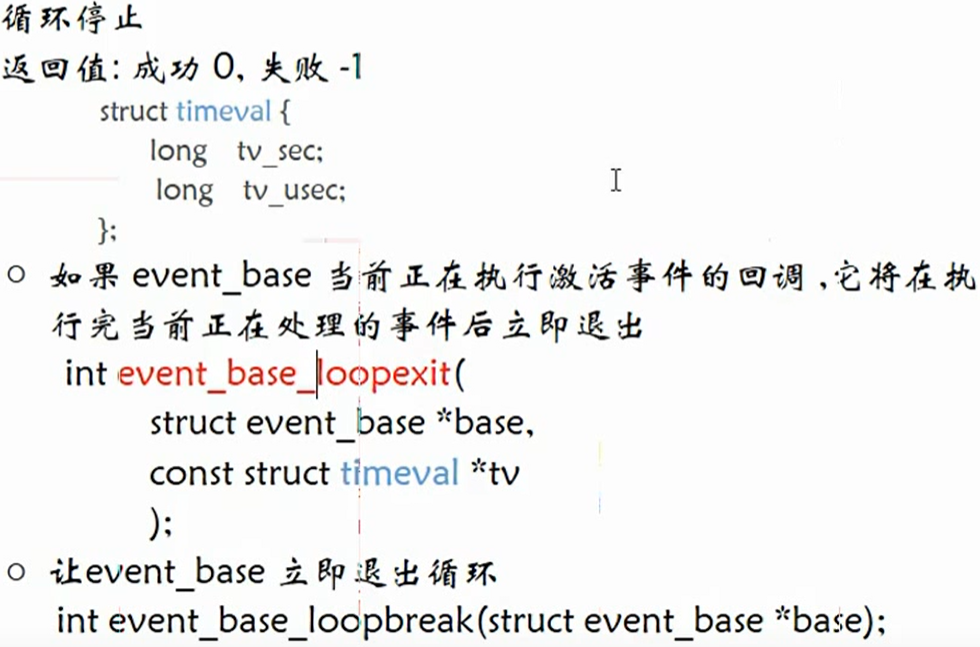 循环停止
返回值: 成功 0, 失败 -1
struct timeval {
long tv_sec;
long tv_usec;
};
○ 如果 event_base 当前正在执行激活事件的回调 ,它将在执
行完当前正在处理的事件后立即退出
int event_base_loopexit(
struct event_base *base,
const struct timeval *tv
);
○ 让event_base 立即退出循环
int event_base_loopbreak(struct event_base *base);